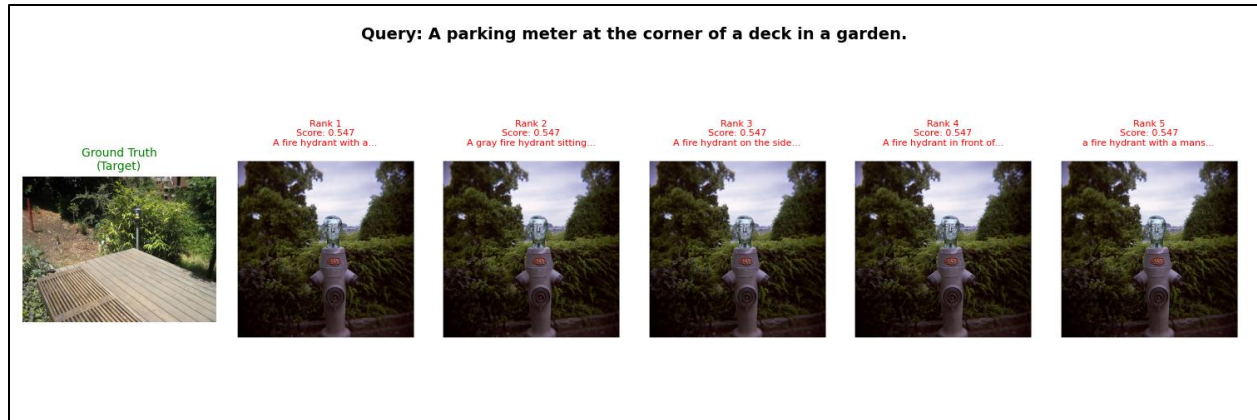 Query: A parking meter at the corner of a deck in a garden.
Ground Truth
(Target)
Rank 1
Score: 0.547
A fire hydrant with a...
Rank 2
Score: 0.547
A gray fire hydrant sitting...
Rank 3
Score: 0.547
A fire hydrant on the side...
Rank 4
Score: 0.547
A fire hydrant in front of...
Rank 5
Score: 0.547
a fire hydrant with a mans...